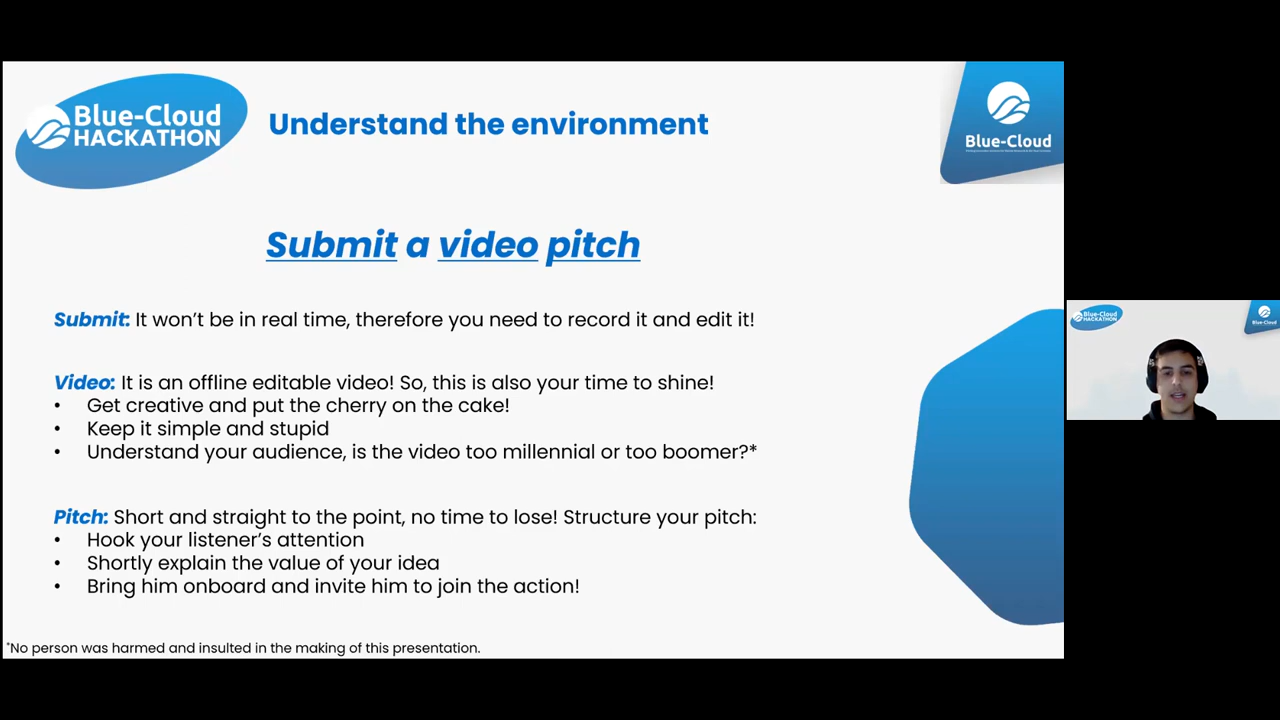 Blue-Cloud
HACKATHON
Understand the environment
Blue-Cloud
Submit a video pitch
Submit: It won't be in real time, therefore you need to record it and edit it!
Video: It is an offline editable video! So, this is also your time to shine!
• Get creative and put the cherry on the cake!
• Keep it simple and stupid
• Understand your audience, is the video too millennial or too boomer?*
Pitch: Short and straight to the point, no time to lose! Structure your pitch:
• Hook your listener's attention
• Shortly explain the value of your idea
• Bring him onboard and invite him to join the action!
*No person was harmed and insulted in the making of this presentation.
Blue-Cloud
HACKATHON
Blue-Cloud